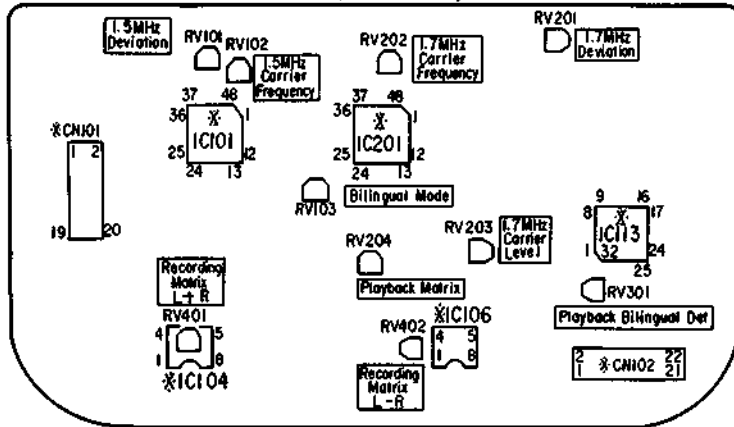 1.5MHz
Deviation
RV101
RV102
1.5MHz
Carrier
Frequency
RV202
1.7MHz
Carrier
Frequency
RV201
1.7MHz
Deviation
※CN101
1 2
19 20
37 48
36 ※ 1
IC101
25 12
24 13
37 48
36 ※ 1
IC201
25 12
24 13
RV103
Bilingual Mode
9 16
8 ※ 17
IC113
1 32 24
25
RV203
1.7MHz
Carrier
Level
RV204
Playback Matrix
RV301
Playback Bilingual Det
Recording
Matrix
L+R
RV401
4 5
1 8
※IC104
※IC106
RV402
4 5
1 8
Recording
Matrix
L-R
2 22
1 ※CN102 21